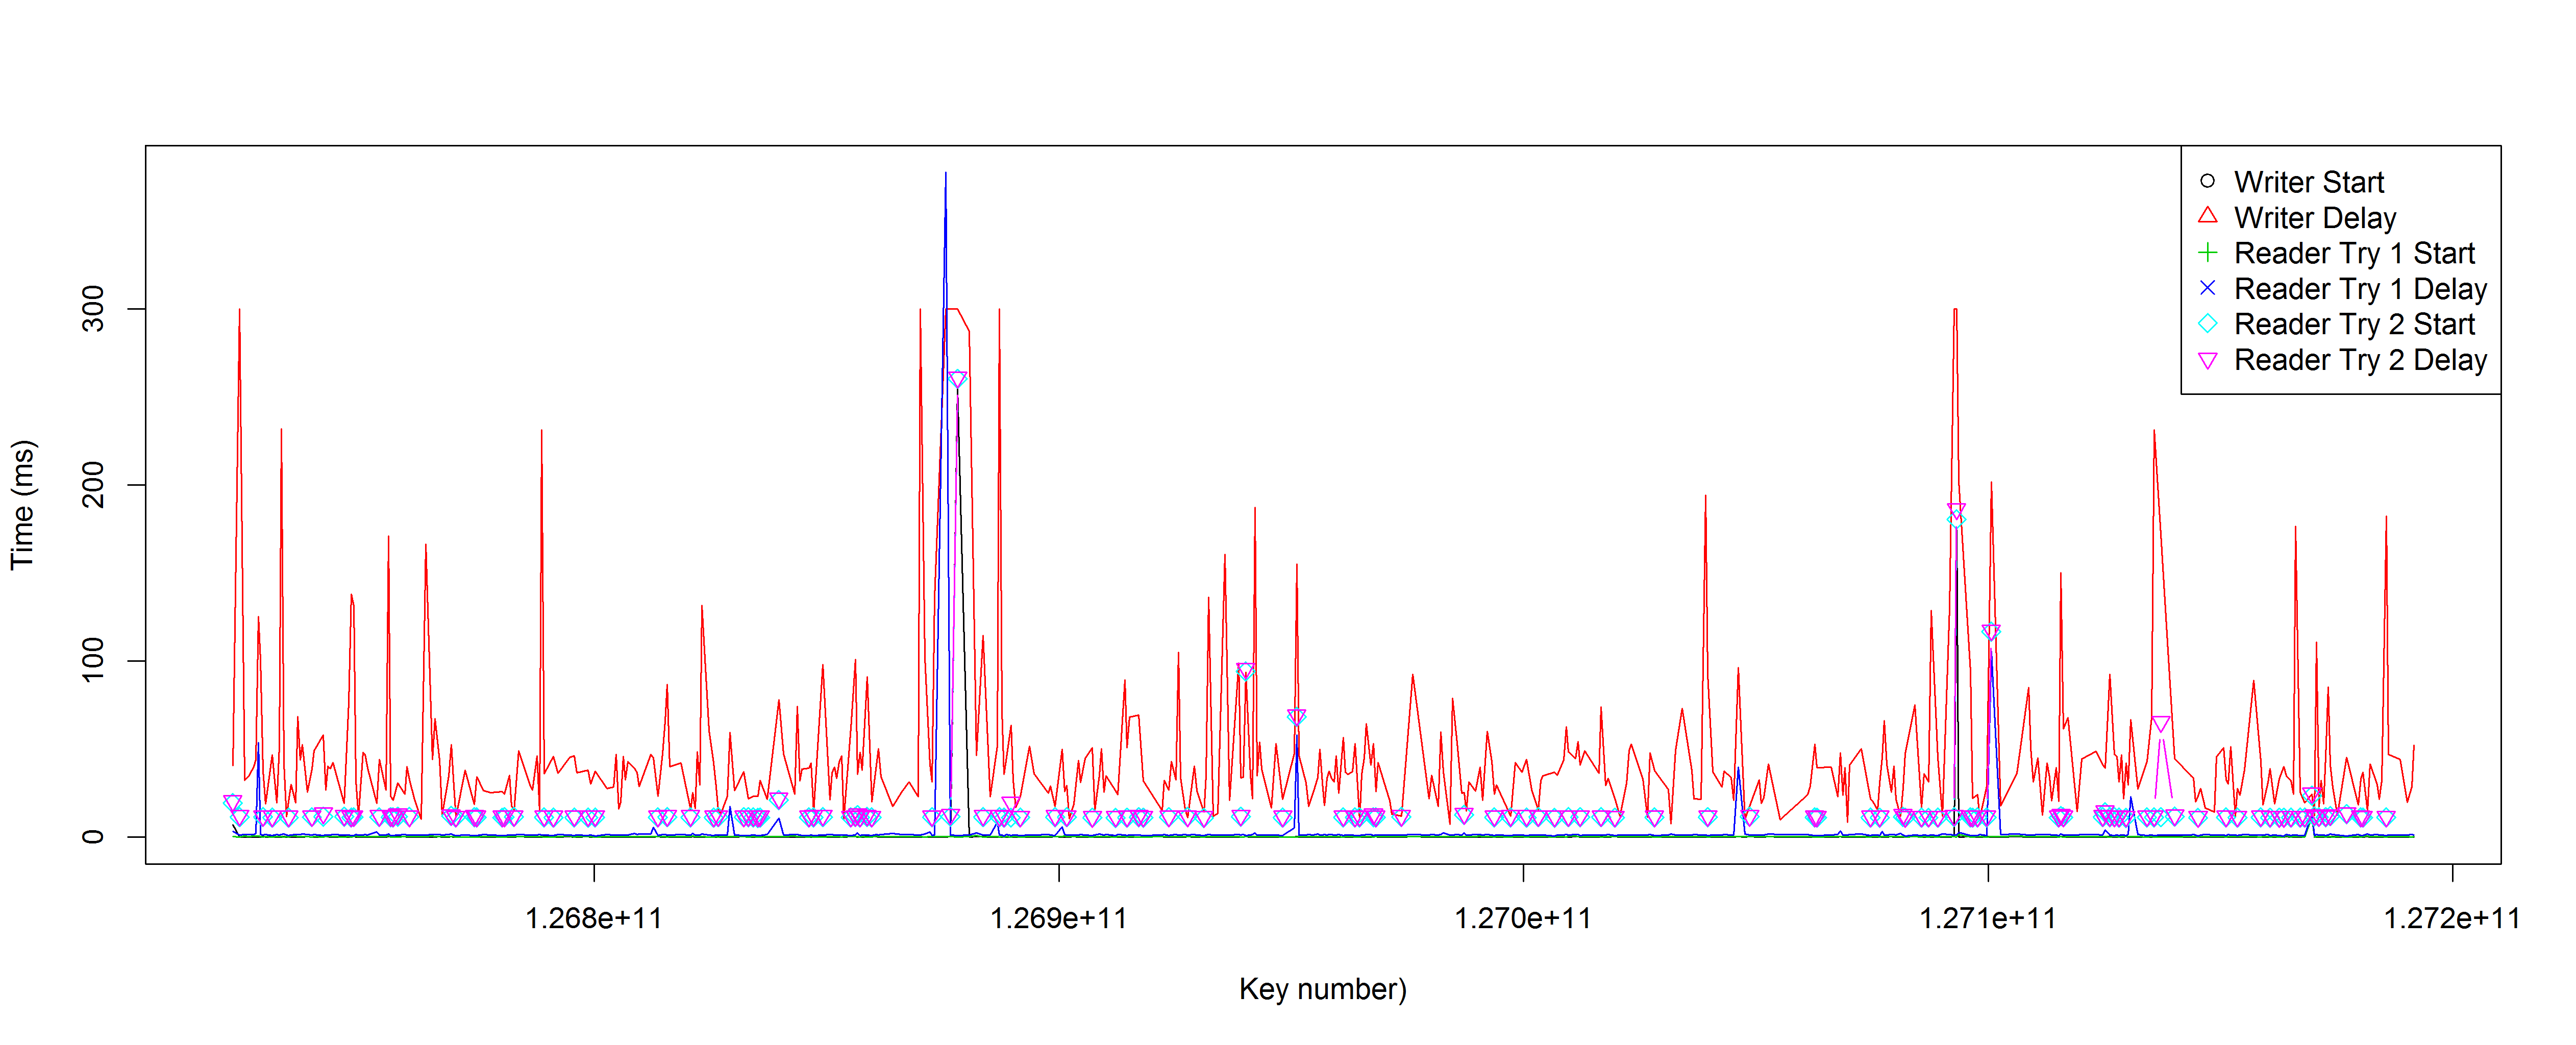 Writer Start
Writer Delay
Reader Try 1 Start
Reader Try 1 Delay
Reader Try 2 Start
Reader Try 2 Delay
Time (ms)
300
200
100
0
1.268e+11 1.269e+11 1.270e+11 1.271e+11 1.272e+11
Key number)